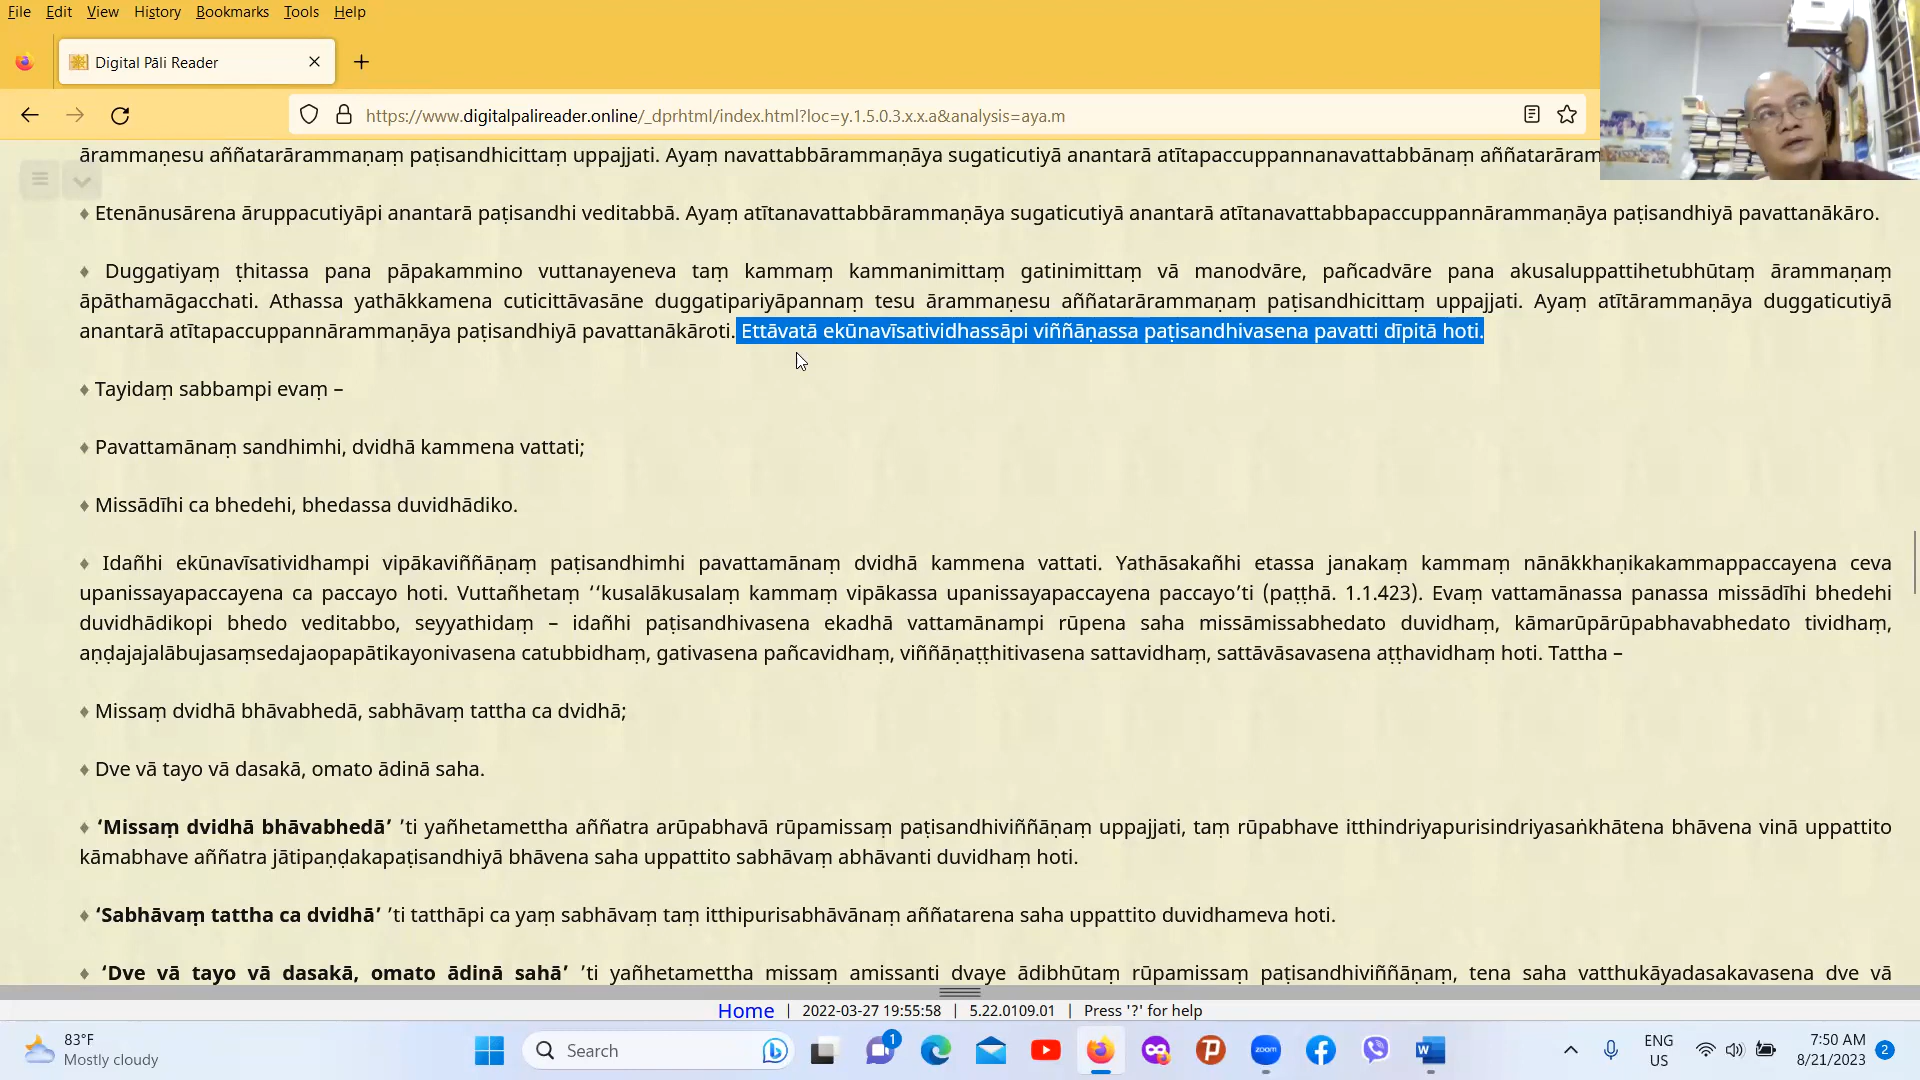 File Edit View History Bookmarks Tools Help
Digital Pāli Reader
https://www.digitalpalireader.online/_dprhtml/index.html?loc=y.1.5.0.3.x.x.a&analysis=aya.m
ārammaṇesu aññatarārammaṇaṃ paṭisandhicittaṃ uppajjati. Ayaṃ navattabbārammaṇāya sugaticutiyā anantarā atītapaccuppannanavattabbānaṃ aññatarāram
♦ Etenānusārena āruppacutiyāpi anantarā paṭisandhi veditabbā. Ayaṃ atītanavattabbārammaṇāya sugaticutiyā anantarā atītanavattabbapaccuppannārammaṇāya paṭisandhiyā pavattanākāro.
♦ Duggatiyaṃ ṭhitassa pana pāpakammino vuttanayeneva taṃ kammaṃ kammanimittaṃ gatinimittaṃ vā manodvāre, pañcadvāre pana akusaluppattihetubhūtaṃ ārammaṇaṃ
āpāthamāgacchati. Athassa yathākkamena cuticittāvasāne duggatipariyāpannaṃ tesu ārammaṇesu aññatarārammaṇaṃ paṭisandhicittaṃ uppajjati. Ayaṃ atītārammaṇāya duggaticutiyā
anantarā atītapaccuppannārammaṇāya paṭisandhiyā pavattanākāroti. Ettāvatā ekūnavīsatividhassāpi viññāṇassa paṭisandhivasena pavatti dīpitā hoti.
♦ Tayidaṃ sabbampi evaṃ –
♦ Pavattamānaṃ sandhimhi, dvidhā kammena vattati;
♦ Missādīhi ca bhedehi, bhedassa duvidhādiko.
♦ Idañhi ekūnavīsatividhampi vipākaviññāṇaṃ paṭisandhimhi pavattamānaṃ dvidhā kammena vattati. Yathāsakañhi etassa janakaṃ kammaṃ nānākkhaṇikakammappaccayena ceva
upanissayapaccayena ca paccayo hoti. Vuttañhetaṃ ‘‘kusalākusalaṃ kammaṃ vipākassa upanissayapaccayena paccayo’ti (paṭṭhā. 1.1.423). Evaṃ vattamānassa panassa missādīhi bhedehi
duvidhādikopi bhedo veditabbo, seyyathidaṃ – idañhi paṭisandhivasena ekadhā vattamānampi rūpena saha missāmissabhedato duvidhaṃ, kāmarūpārūpabhavabhedato tividhaṃ,
aṇḍajajalābujasaṃsedajaopapātikayonivasena catubbidhaṃ, gativasena pañcavidhaṃ, viññāṇaṭṭhitivasena sattavidhaṃ, sattāvāsavasena aṭṭhavidhaṃ hoti. Tattha –
♦ Missaṃ dvidhā bhāvabhedā, sabhāvaṃ tattha ca dvidhā;
♦ Dve vā tayo vā dasakā, omato ādinā saha.
♦ ‘Missaṃ dvidhā bhāvabhedā’ ’ti yañhetamettha aññatra arūpabhavā rūpamissaṃ paṭisandhiviññāṇaṃ uppajjati, taṃ rūpabhave itthindriyapurisindriyasaṅkhātena bhāvena vinā uppattito
kāmabhave aññatra jātipaṇḍakapaṭisandhiyā bhāvena saha uppattito sabhāvaṃ abhāvanti duvidhaṃ hoti.
♦ ‘Sabhāvaṃ tattha ca dvidhā’ ’ti tatthāpi ca yaṃ sabhāvaṃ taṃ itthipurisabhāvānaṃ aññatarena saha uppattito duvidhameva hoti.
♦ ‘Dve vā tayo vā dasakā, omato ādinā sahā’ ’ti yañhetamettha missaṃ amissanti dvaye ādibhūtaṃ rūpamissaṃ paṭisandhiviññāṇaṃ, tena saha vatthukāyadasakavasena dve vā
Home | 2022-03-27 19:55:58 | 5.22.0109.01 | Press '?' for help
83°F
Mostly cloudy
Search
1
zoom
ENG
US
7:50 AM
8/21/2023
2